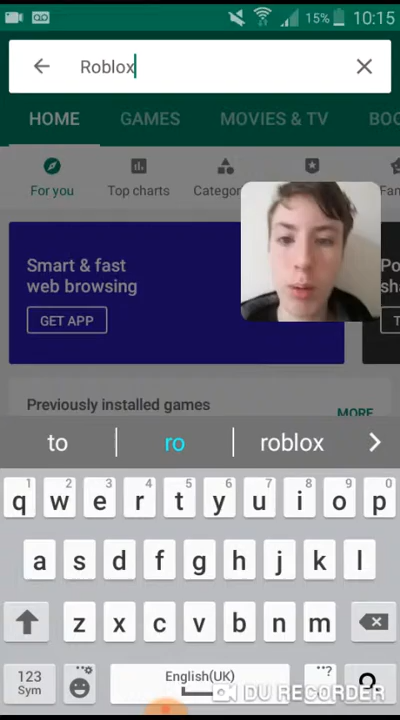 15% 10:15
Roblox
HOME GAMES MOVIES & TV BOO
For you Top charts Categor Fan
Smart & fast
web browsing
GET APP
Po
sha
T
Previously installed games
MORE
to ro roblox
1 2 3 4 5 6 7 8 9 0
q w e r t y u i o p
a s d f g h j k l
z x c v b n m
123
Sym
English(UK)
..?
DU RECORDER